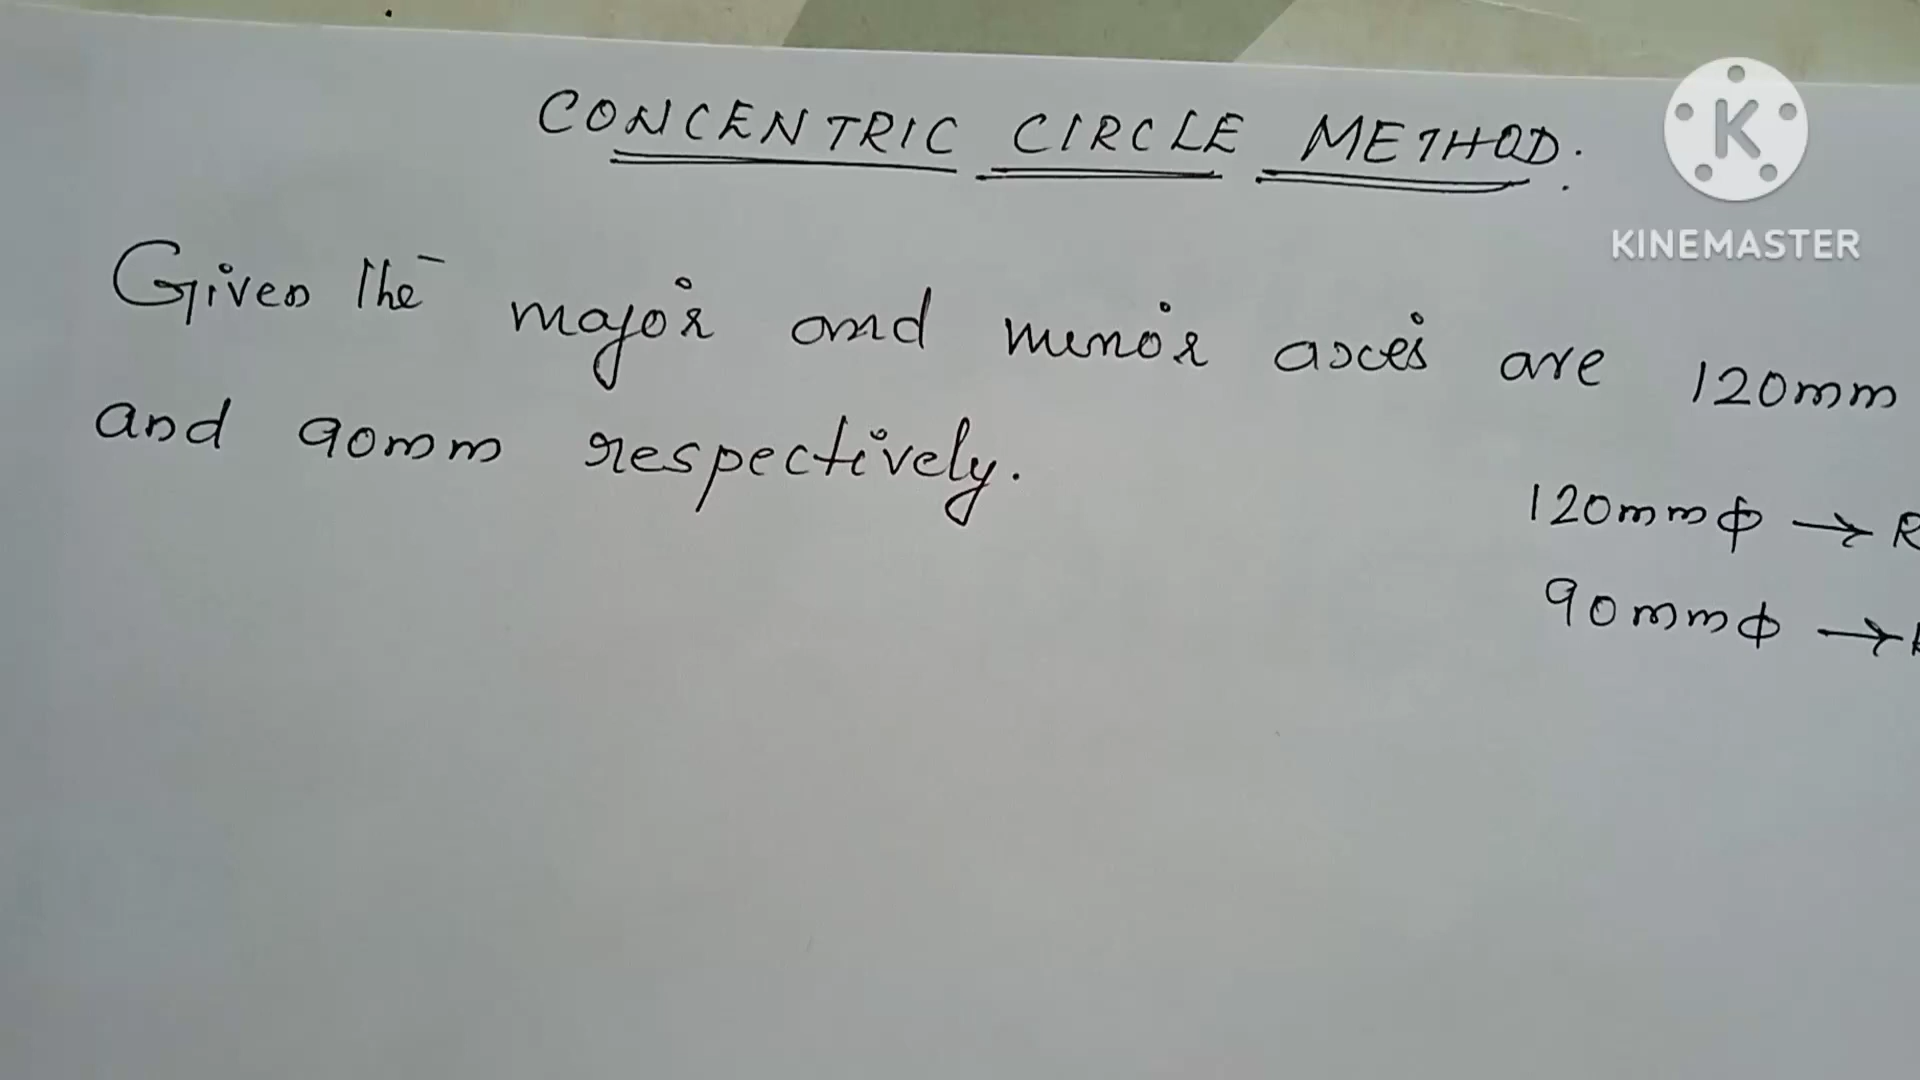 CONCENTRIC CIRCLE METHOD.
KINEMASTER
Given the major and minor axes are 120mm
and 90mm respectively.
120mmϕ → R
90mmϕ →